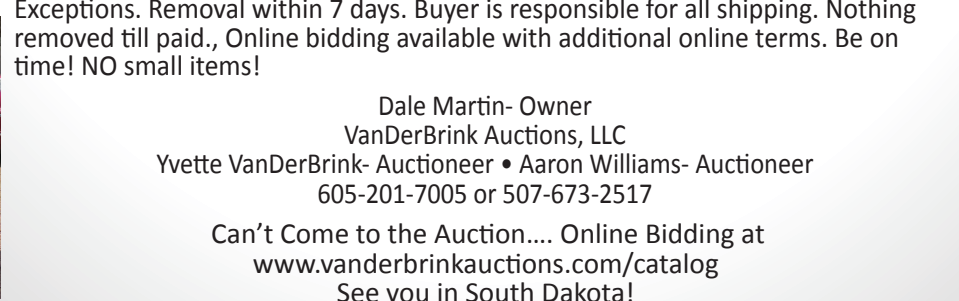 Exceptions. Removal within 7 days. Buyer is responsible for all shipping. Nothing
removed till paid., Online bidding available with additional online terms. Be on
time! NO small items!
Dale Martin- Owner
VanDerBrink Auctions, LLC
Yvette VanDerBrink- Auctioneer • Aaron Williams- Auctioneer
605-201-7005 or 507-673-2517
Can't Come to the Auction.... Online Bidding at
www.vanderbrinkauctions.com/catalog
See you in South Dakota!